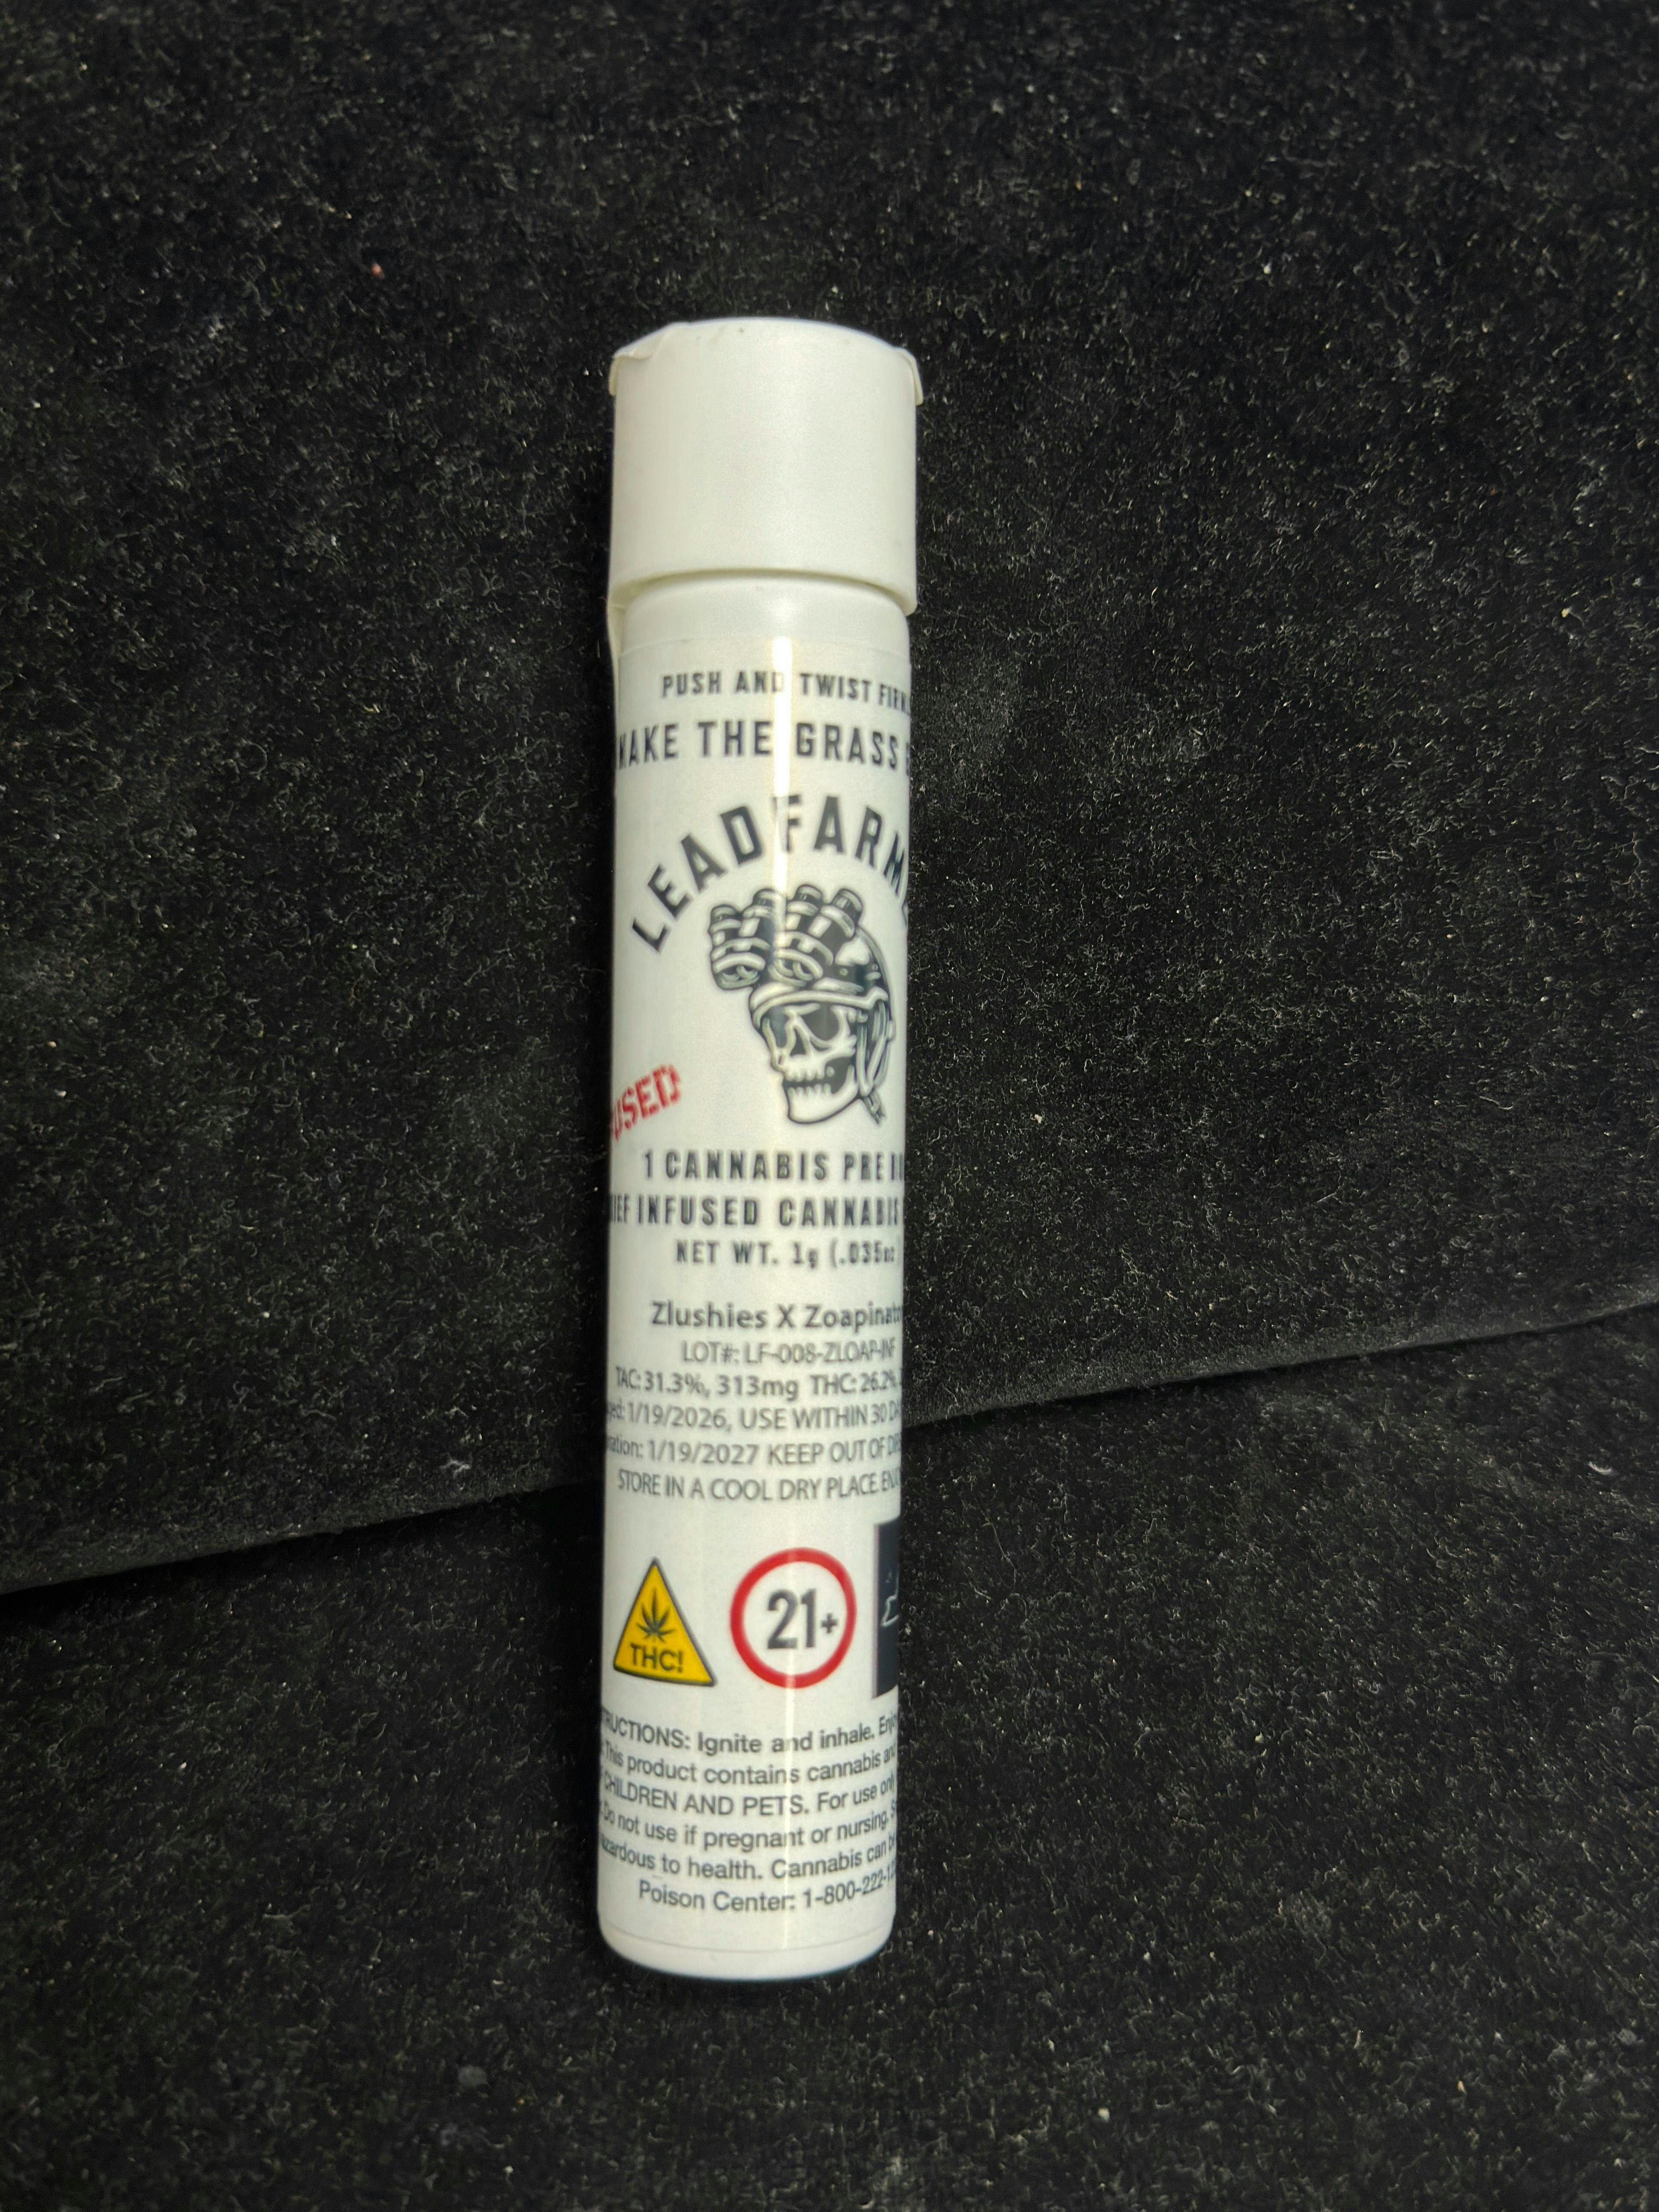 PUSH AND TWIST
MAKE THE GRASS
LEAD FARM
USED
1 CANNABIS PRE
INFUSED CANNABIS
NET WT. 1g (.035oz
Zlushies X Zoapinato
LOT#: LF-008-ZLOAP-INF
TAC: 31.3%, 313mg THC: 26.2%,
1/19/2026, USE WITHIN 30
1/19/2027 KEEP OUT OF
STORE IN A COOL DRY PLACE.
THC!
21+
RUCTIONS: Ignite and inhale.
This product contains cannabis
CHILDREN AND PETS. For use
Do not use if pregnant or nursing.
to health. Cannabis can
Poison Center: 1-800-222-